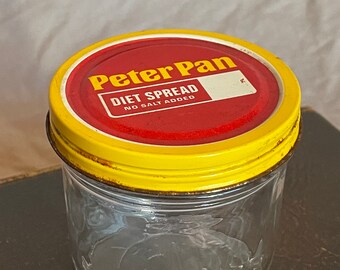 Peter Pan
DIET SPREAD
NO SALT ADDED